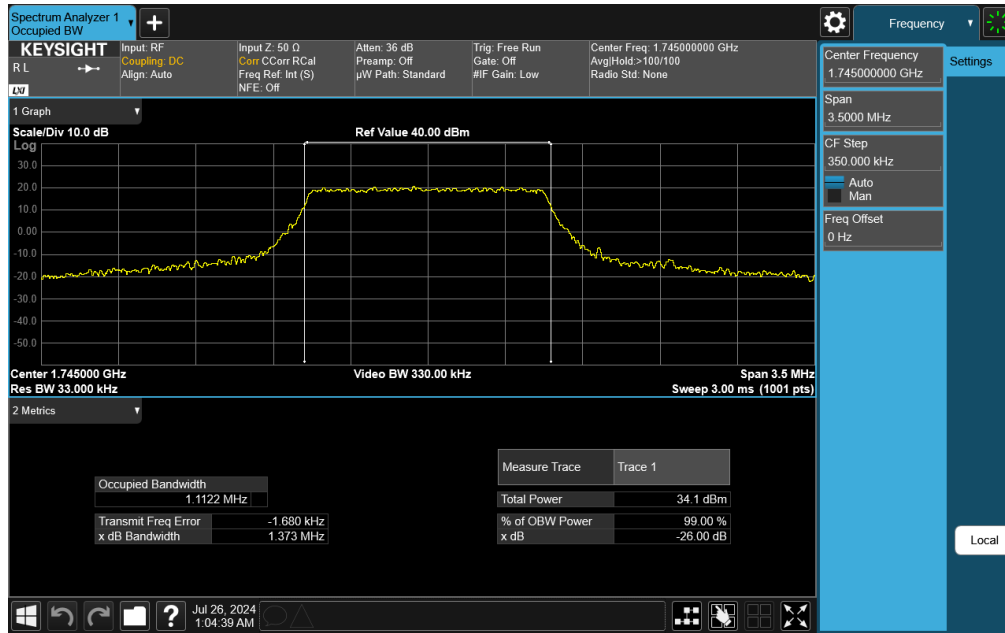 Spectrum Analyzer 1
Occupied BW
Frequency
KEYSIGHT
R L
LXI
Input: RF
Coupling: DC
Align: Auto
Input Z: 50 Ω
Corr CCorr RCal
Freq Ref: Int (S)
NFE: Off
Atten: 36 dB
Preamp: Off
µW Path: Standard
Trig: Free Run
Gate: Off
#IF Gain: Low
Center Freq: 1.745000000 GHz
Avg|Hold:>100/100
Radio Std: None
Center Frequency
1.745000000 GHz
Settings
Span
3.5000 MHz
CF Step
350.000 kHz
Auto
Man
Freq Offset
0 Hz
1 Graph
Scale/Div 10.0 dB
Ref Value 40.00 dBm
Log
30.0
20.0
10.0
0.00
-10.0
-20.0
-30.0
-40.0
-50.0
Center 1.745000 GHz
Video BW 330.00 kHz
Span 3.5 MHz
Res BW 33.000 kHz
Sweep 3.00 ms (1001 pts)
2 Metrics
Measure Trace Trace 1
Occupied Bandwidth
1.1122 MHz
Total Power 34.1 dBm
Transmit Freq Error -1.680 kHz
% of OBW Power 99.00 %
x dB Bandwidth 1.373 MHz
x dB -26.00 dB
Local
Jul 26, 2024
1:04:39 AM